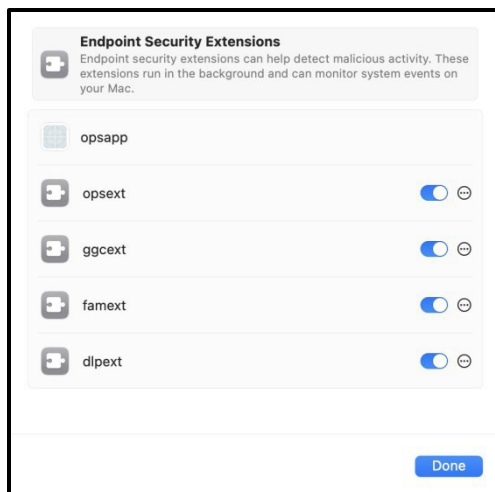 Endpoint Security Extensions
Endpoint security extensions can help detect malicious activity. These
extensions run in the background and can monitor system events on
your Mac.
opsapp
opsext
ggcext
famext
dlpext
Done